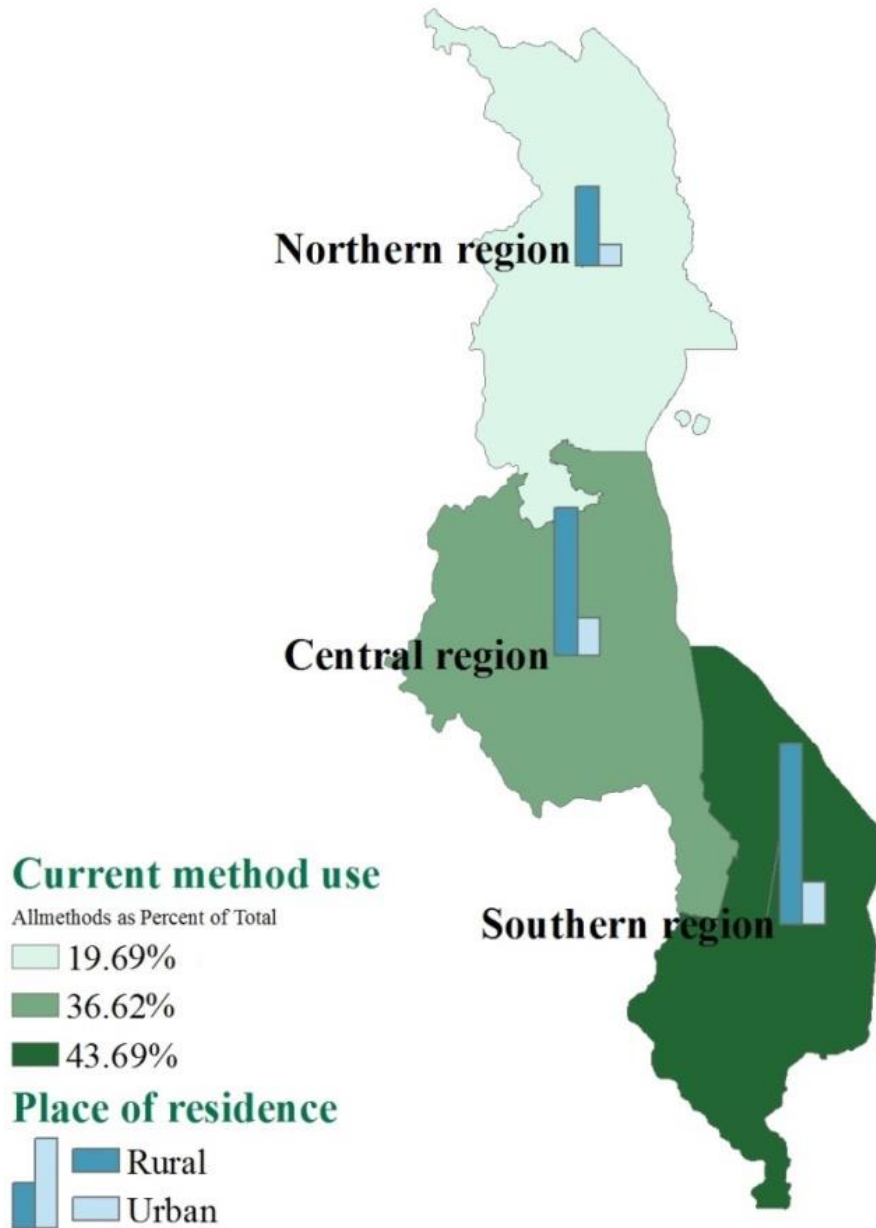 Northern region
Central region
Southern region
Current method use
Allmethods as Percent of Total
19.69%
36.62%
43.69%
Place of residence
Rural
Urban